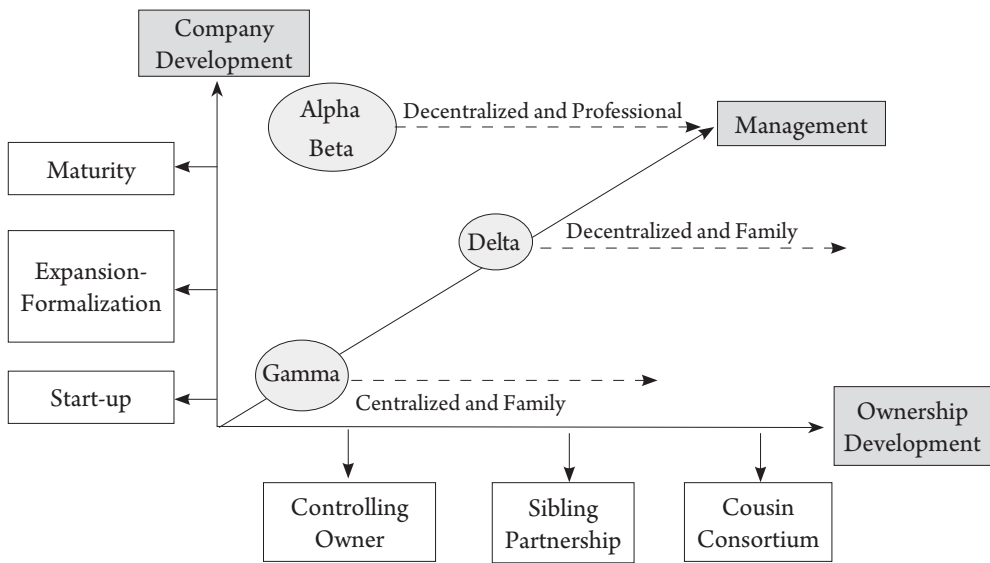 Company
Development
Alpha
Beta
Decentralized and Professional
Management
Maturity
Delta
Decentralized and Family
Expansion-
Formalization
Gamma
Centralized and Family
Start-up
Ownership
Development
Controlling
Owner
Sibling
Partnership
Cousin
Consortium